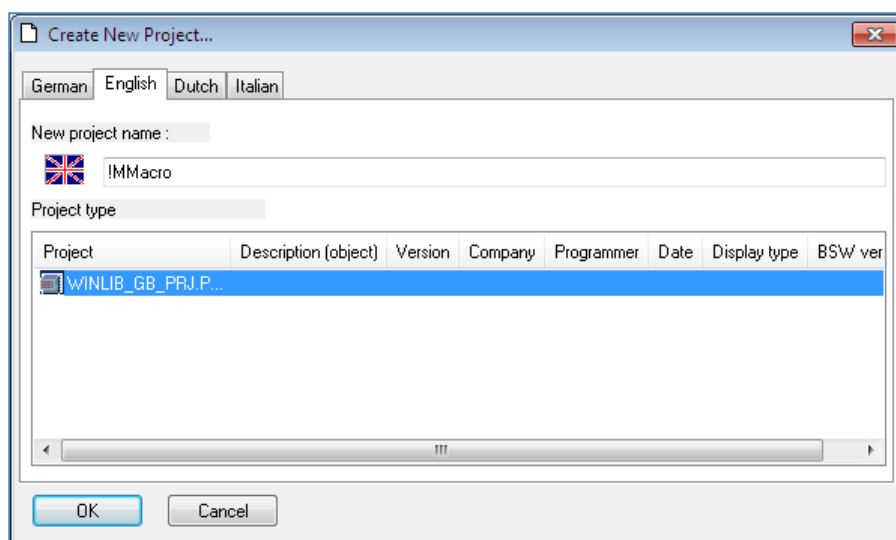 Create New Project...
German English Dutch Italian
New project name :
!MMacro
Project type
Project Description (object) Version Company Programmer Date Display type BSW ver
WINLIB_GB_PRJ.P...
OK Cancel